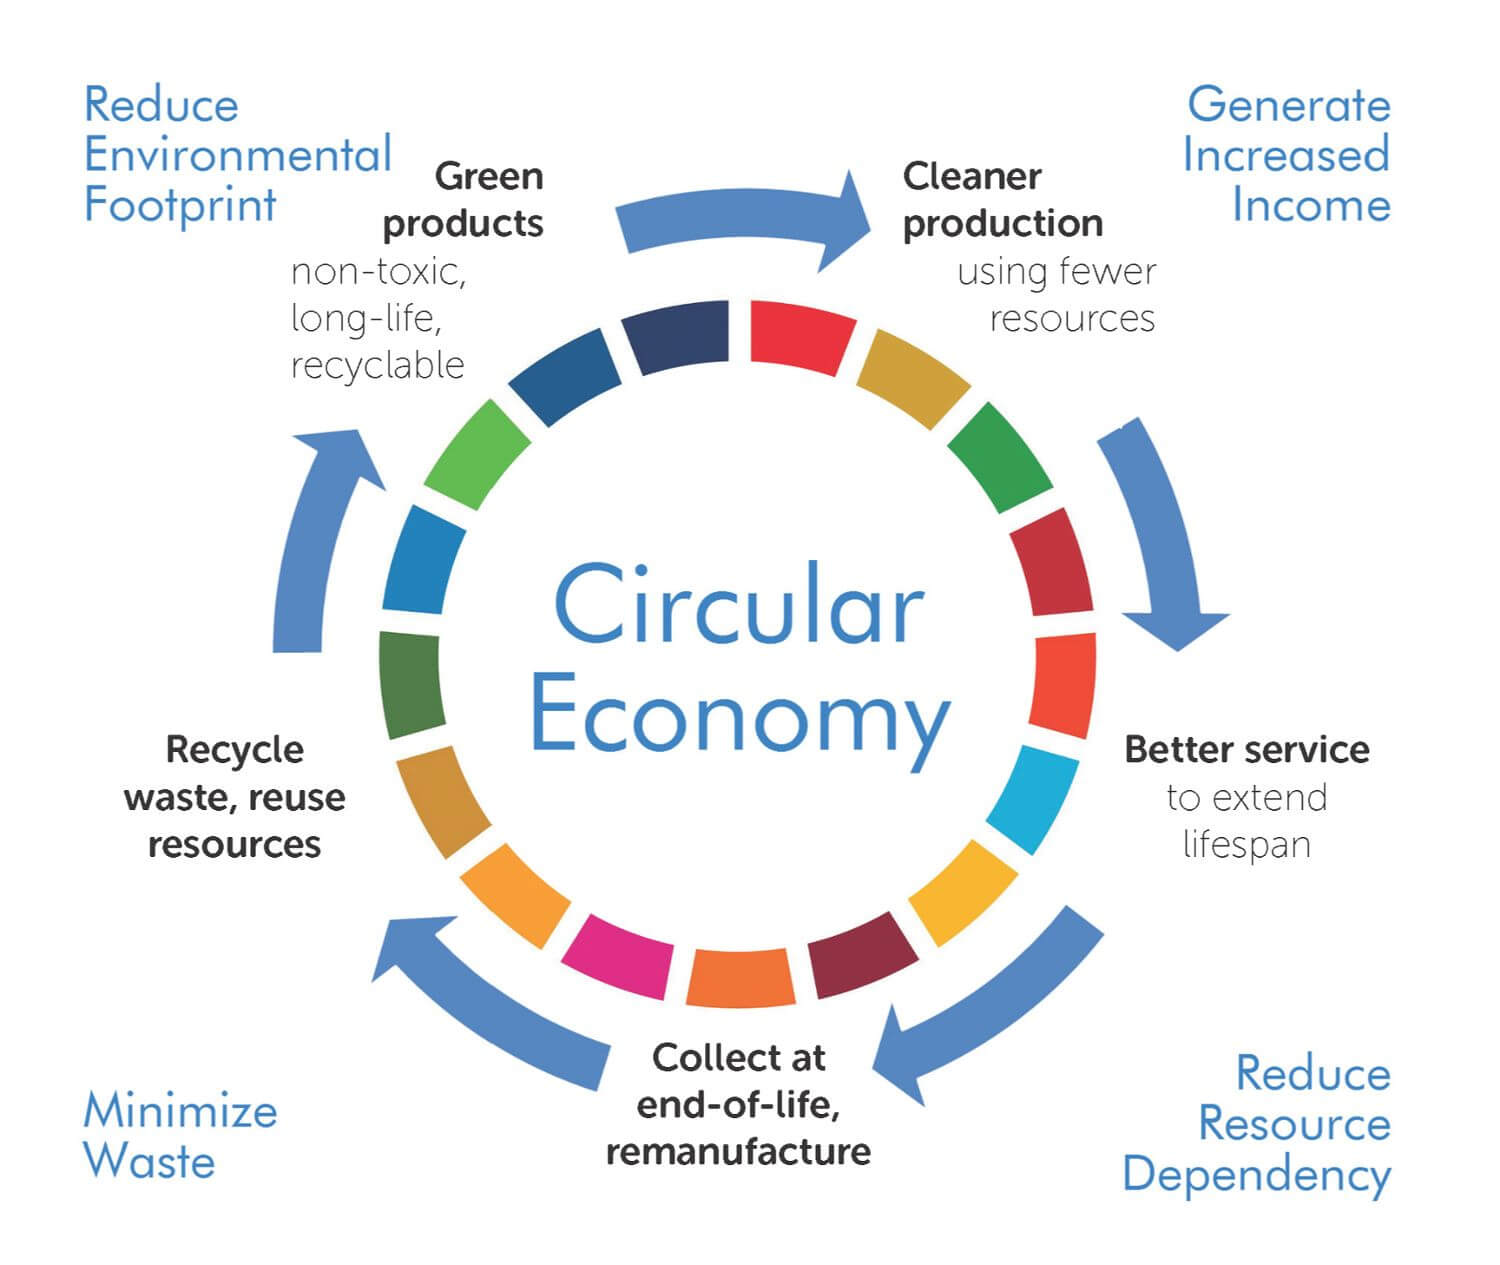 Reduce
Environmental
Footprint
Generate
Increased
Income
Green
products
non-toxic,
long-life,
recyclable
Cleaner
production
using fewer
resources
Circular
Economy
Recycle
waste, reuse
resources
Better service
to extend
lifespan
Collect at
end-of-life,
remanufacture
Minimize
Waste
Reduce
Resource
Dependency